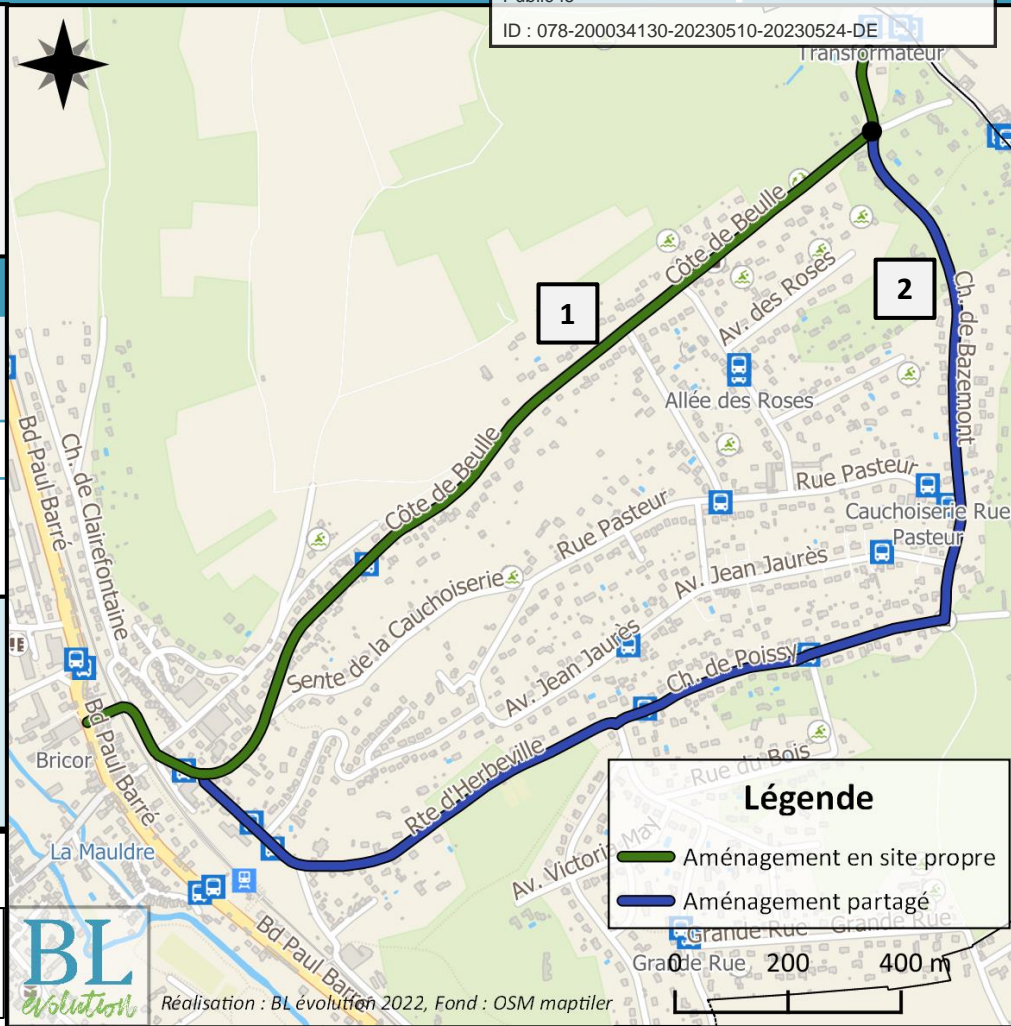 Publié le
ID : 078-200034130-20230510-20230524-DE
Transformateur
Côte de Beulle
Av. des Roses
1
2
Ch. de Bazemont
Allée des Roses
Bd Paul Barré
Ch. de Clairefontaine
Côte de Beulle
Rue Pasteur
Rue Pasteur
Cauchoiserie Rue
Pasteur
Sente de la Cauchoiserie
Av. Jean Jaurès
Av. Jean Jaurès
Ch. de Poissy
Bd Paul Barré
Bricor
Rte d'Herbeville
Rue du Bois
Légende
Aménagement en site propre
Aménagement partagé
La Mauldre
Av. Victoria May
Grande Rue
Grande Rue
Grande Rue
Bd Paul Barré
0 200 400 m
BL
évolution
Réalisation : BL évolution 2022, Fond : OSM maptiler